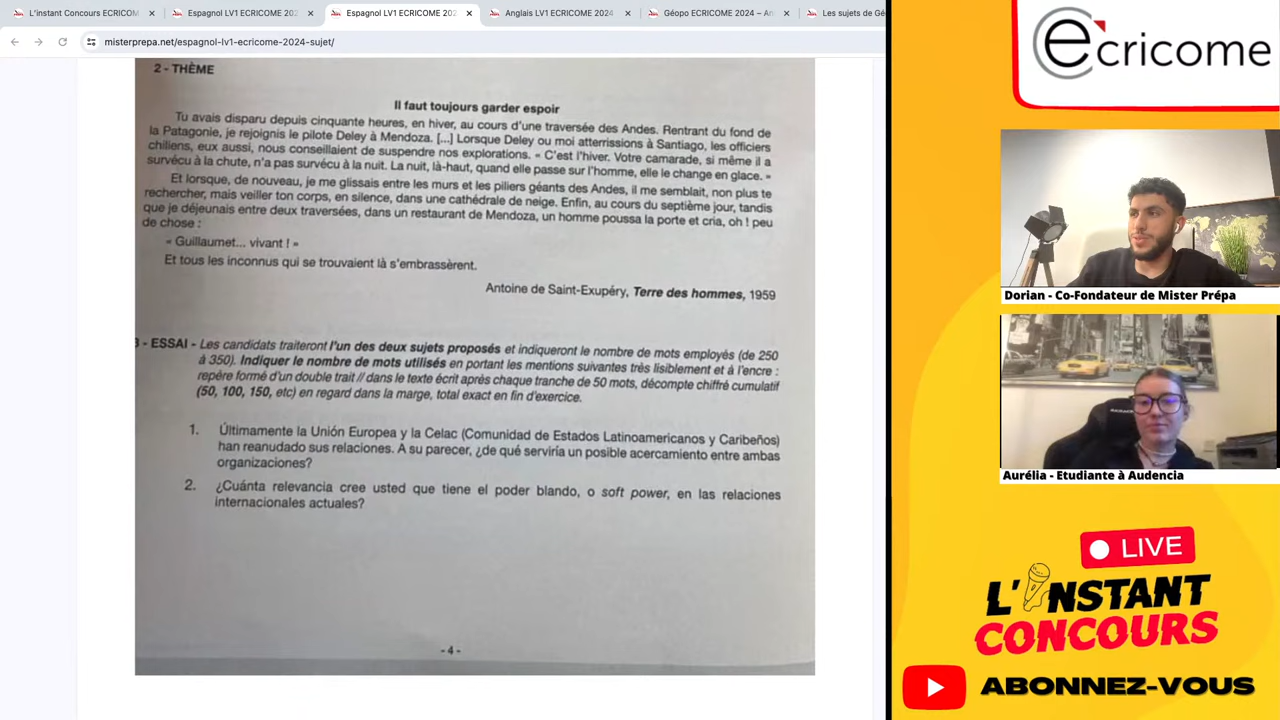 L'instant Concours ECRICOM
Espagnol LV1 ECRICOME 202
Espagnol LV1 ECRICOME 202
Anglais LV1 ECRICOME 2024
Géopo ECRICOME 2024 – An
Les sujets de Gé
misterprepa.net/espagnol-lv1-ecricome-2024-sujet/
2 - THÈME
Il faut toujours garder espoir
Tu avais disparu depuis cinquante heures, en hiver, au cours d'une traversée des Andes. Rentrant du fond de
la Patagonie, je rejoignis le pilote Deley à Mendoza. [...] Lorsque Deley ou moi atterrissions à Santiago, les officiers
chiliens, eux aussi, nous conseillaient de suspendre nos explorations. « C'est l'hiver. Votre camarade, si même il a
survécu à la chute, n'a pas survécu à la nuit. La nuit, là-haut, quand elle passe sur l'homme, elle le change en glace. »
Et lorsque, de nouveau, je me glissais entre les murs et les piliers géants des Andes, il me semblait, non plus te
rechercher, mais veiller ton corps, en silence, dans une cathédrale de neige. Enfin, au cours du septième jour, tandis
que je déjeunais entre deux traversées, dans un restaurant de Mendoza, un homme poussa la porte et cria, oh ! peu
de chose :
« Guillaumet... vivant ! »
Et tous les inconnus qui se trouvaient là s'embrassèrent.
Antoine de Saint-Exupéry, Terre des hommes, 1959
3 - ESSAI - Les candidats traiteront l'un des deux sujets proposés et indiqueront le nombre de mots employés (de 250
à 350). Indiquer le nombre de mots utilisés en portant les mentions suivantes très lisiblement et à l'encre :
repère formé d'un double trait // dans le texte écrit après chaque tranche de 50 mots, décompte chiffré cumulatif
(50, 100, 150, etc) en regard dans la marge, total exact en fin d'exercice.
1. Últimamente la Unión Europea y la Celac (Comunidad de Estados Latinoamericanos y Caribeños)
han reanudado sus relaciones. A su parecer, ¿de qué serviría un posible acercamiento entre ambas
organizaciones?
2. ¿Cuánta relevancia cree usted que tiene el poder blando, o soft power, en las relaciones
internacionales actuales?
- 4 -
ecricome
Dorian - Co-Fondateur de Mister Prépa
Aurélia - Etudiante à Audencia
LIVE
L'INSTANT
CONCOURS
ABONNEZ-VOUS